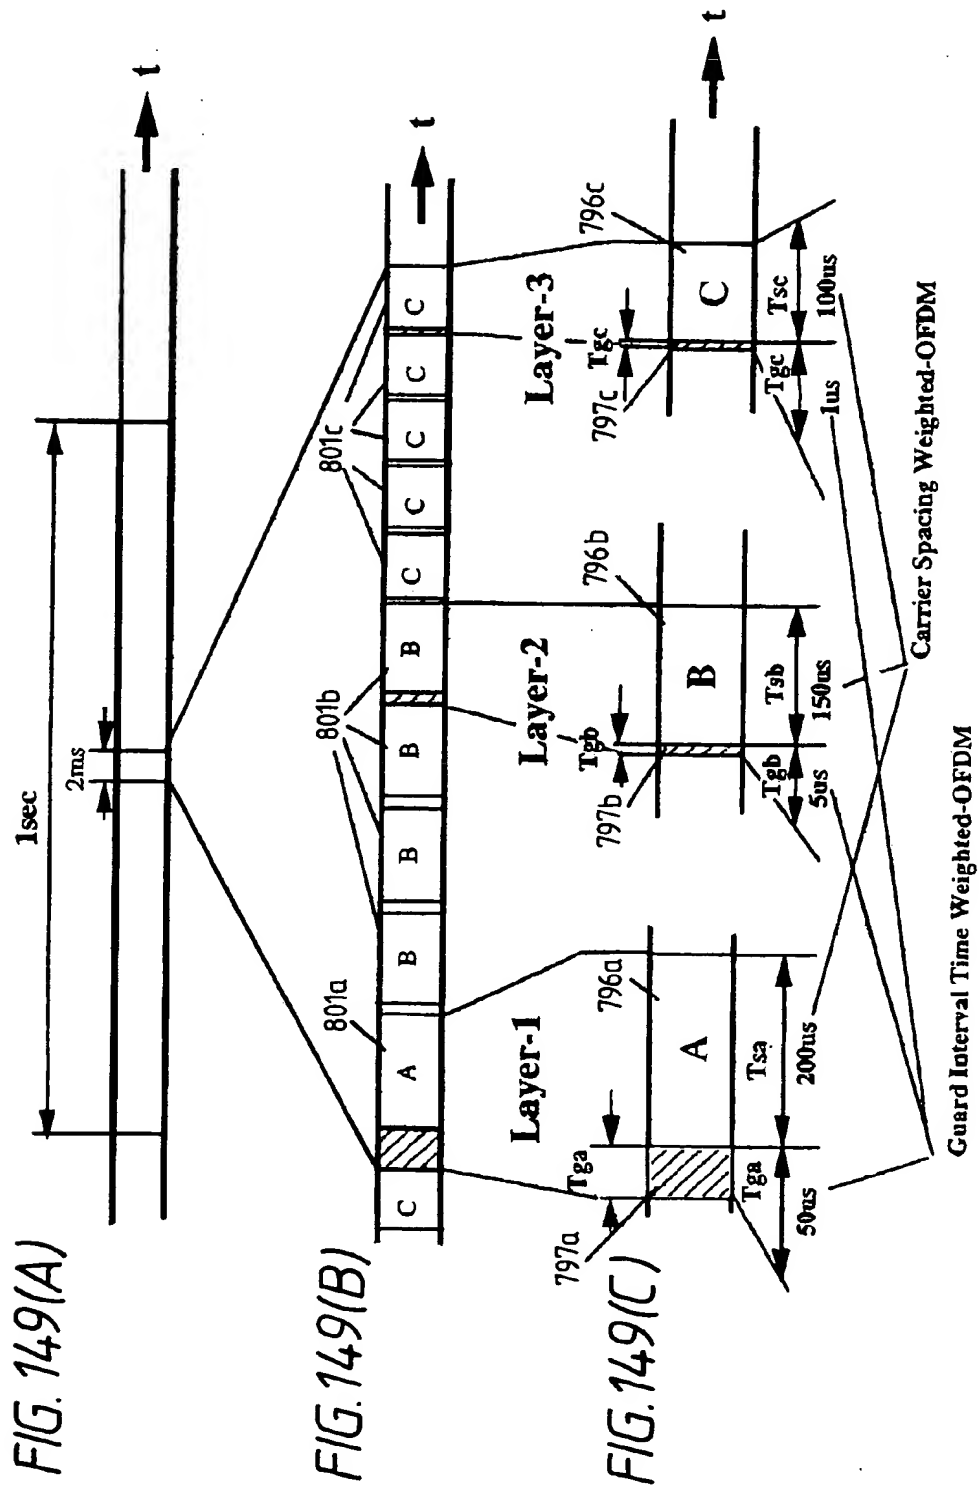 FIG. 149(A)
1sec
2ms
t
FIG. 149(B)
801a
801b
801c
C
A
B
B
B
B
C
C
C
C
C
t
FIG. 149(C)
Layer-1
Layer-2
Layer-3
Tga
797a
796a
A
Tga
Tsa
50us
200us
Tgb
797b
796b
B
Tgb
Tsb
5us
150us
Tgc
797c
796c
C
Tgc
Tsc
1us
100us
t
Carrier Spacing Weighted-OFDM
Guard Interval Time Weighted-OFDM